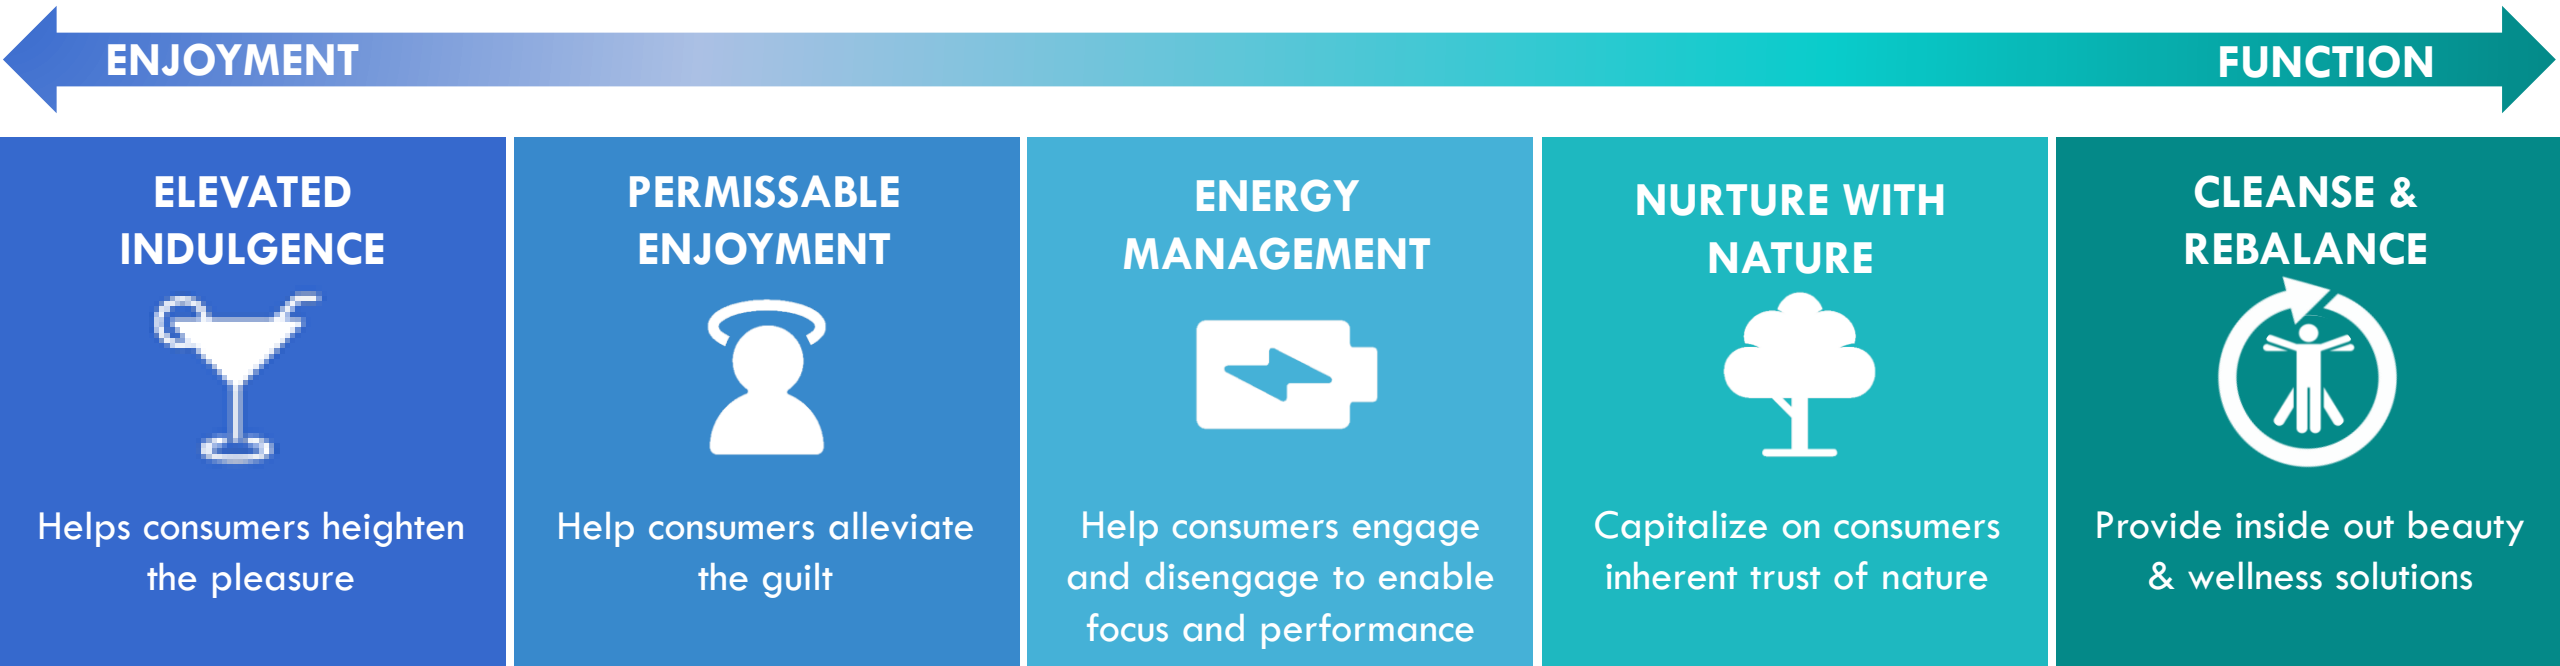 ENJOYMENT
FUNCTION
ELEVATED
INDULGENCE
Helps consumers heighten
the pleasure
PERMISSABLE
ENJOYMENT
Help consumers alleviate
the guilt
ENERGY
MANAGEMENT
Help consumers engage
and disengage to enable
focus and performance
NURTURE WITH
NATURE
Capitalize on consumers
inherent trust of nature
CLEANSE &
REBALANCE
Provide inside out beauty
& wellness solutions